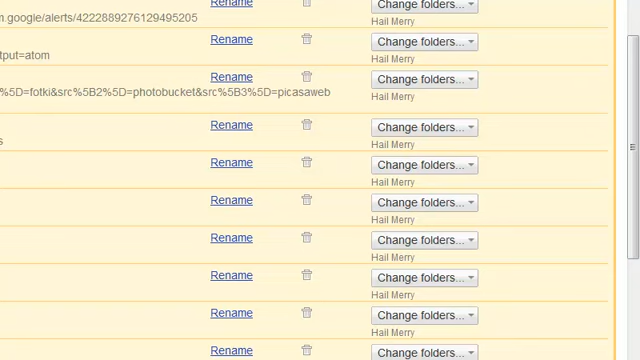 Rename Change folders...
m.google/alerts/4222889276129495205 Hail Merry
Rename Change folders...
tput=atom Hail Merry
Rename Change folders...
%5D=fotki&src%5B2%5D=photobucket&src%5B3%5D=picasaweb Hail Merry
Rename Change folders...
s Hail Merry
Rename Change folders...
Hail Merry
Rename Change folders...
Hail Merry
Rename Change folders...
Hail Merry
Rename Change folders...
Hail Merry
Rename Change folders...
Hail Merry
Rename Change folders...